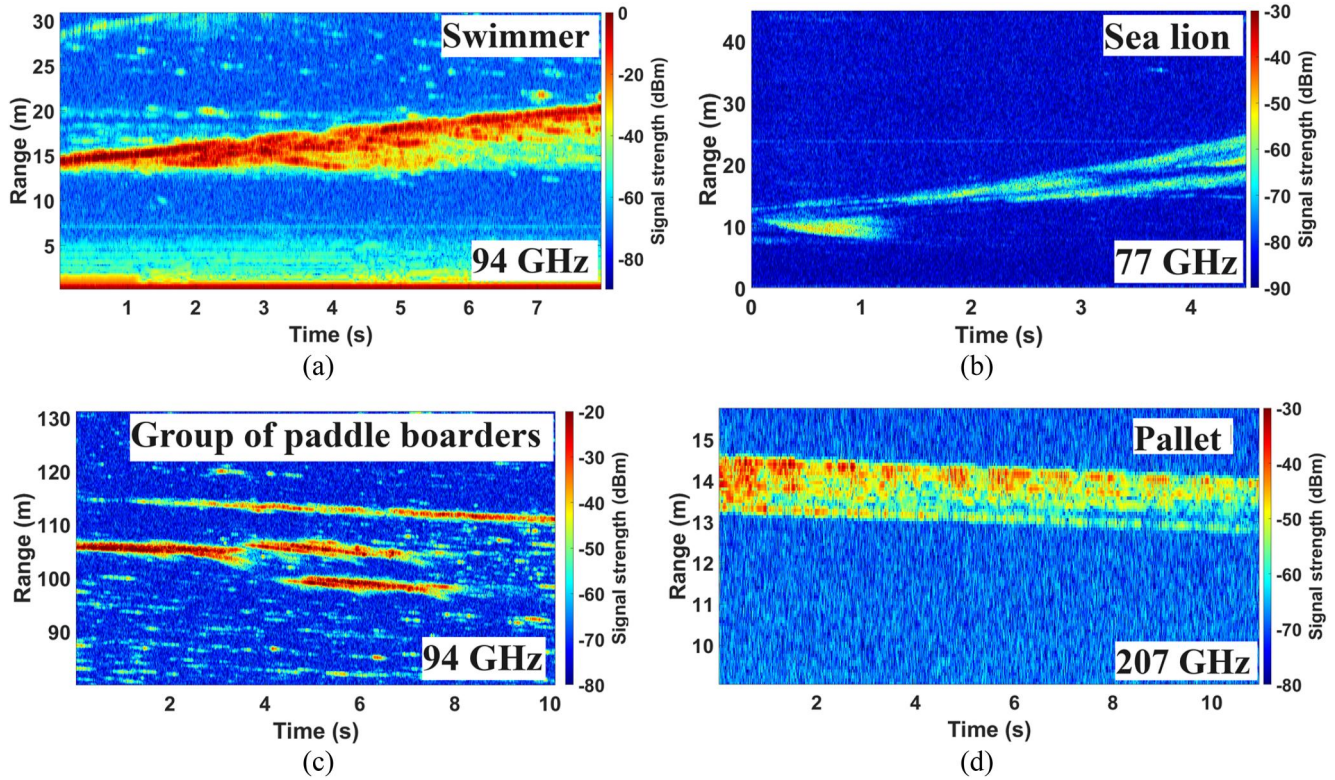 Swimmer
94 GHz
30
25
20
15
10
5
Range (m)
1 2 3 4 5 6 7
Time (s)
0
-20
-40
-60
-80
Signal strength (dBm)
(a)
Sea lion
77 GHz
40
30
20
10
0
Range (m)
0 1 2 3 4
Time (s)
-30
-40
-50
-60
-70
-80
-90
Signal strength (dBm)
(b)
Group of paddle boarders
94 GHz
130
120
110
100
90
Range (m)
2 4 6 8 10
Time (s)
-20
-30
-40
-50
-60
-70
-80
Signal strength (dBm)
(c)
Pallet
207 GHz
15
14
13
12
11
10
Range (m)
2 4 6 8 10
Time (s)
-30
-40
-50
-60
-70
-80
Signal strength (dBm)
(d)